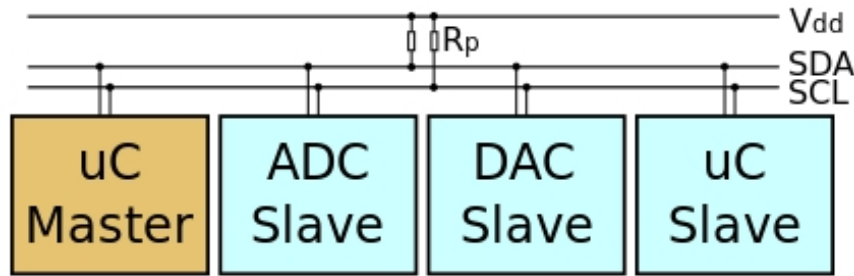 Vdd
Rp
SDA
SCL
uC
Master
ADC
Slave
DAC
Slave
uC
Slave